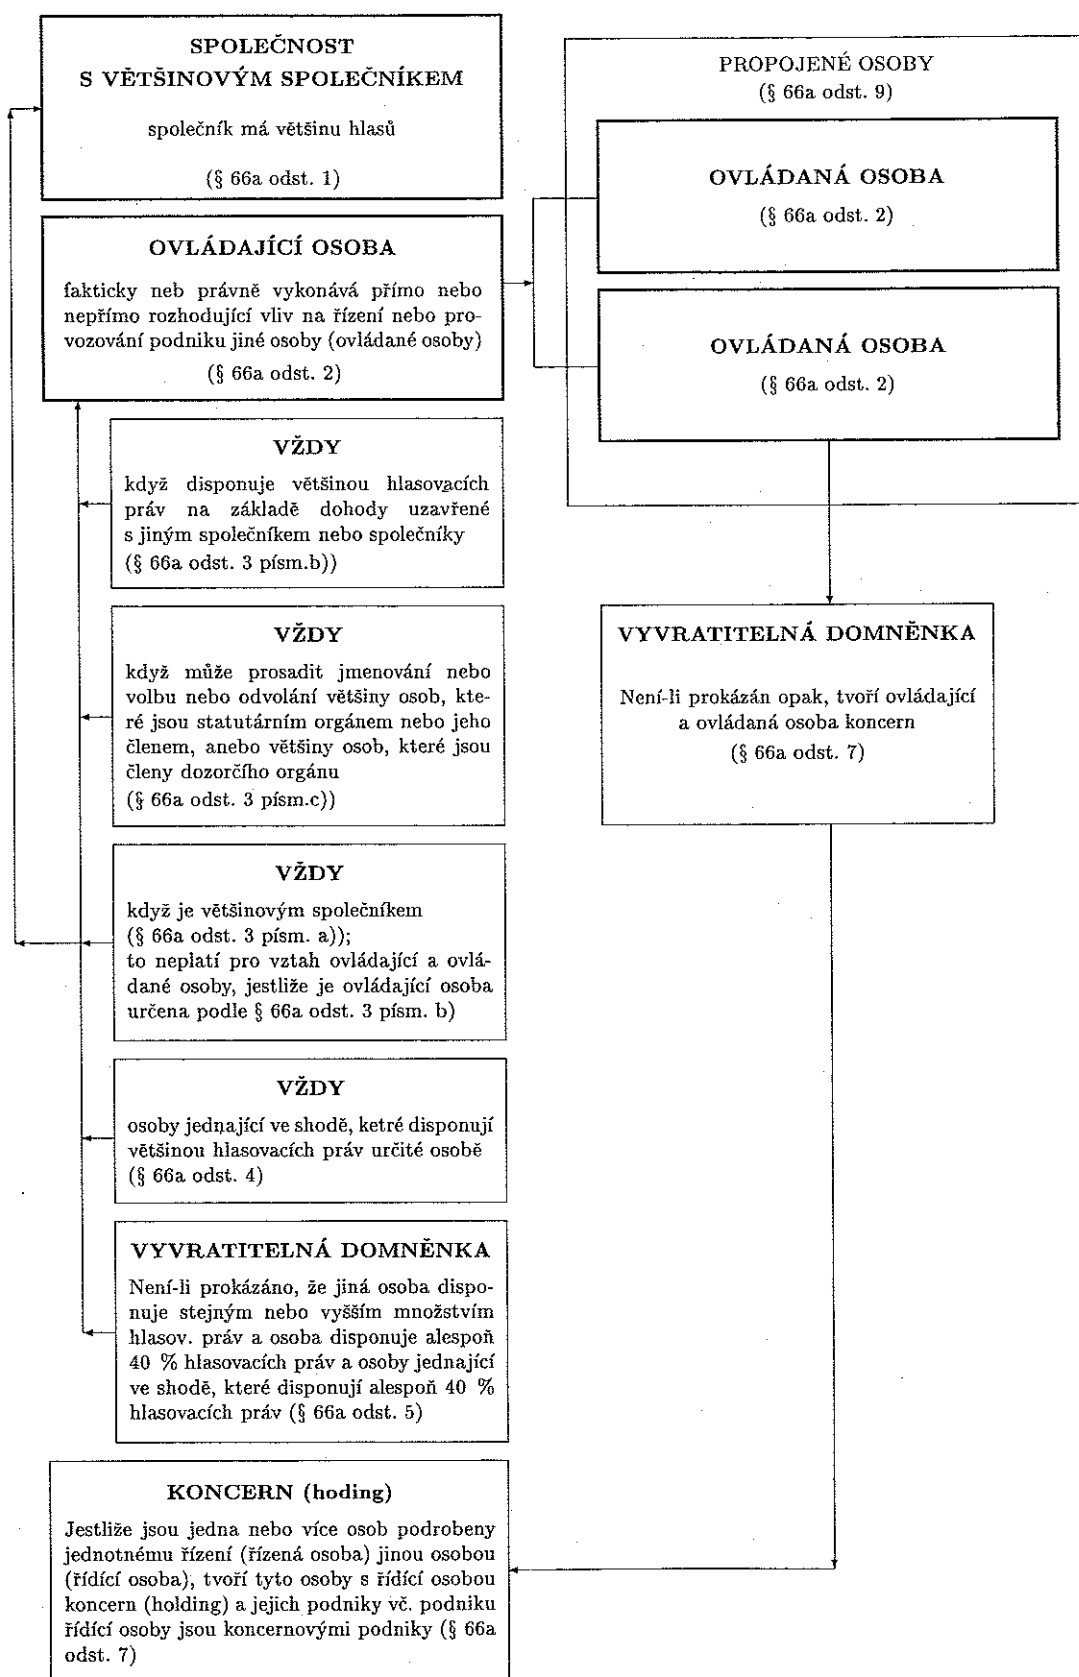 SPOLEČNOST
S VĚTŠINOVÝM SPOLEČNÍKEM
společník má většinu hlasů
(§ 66a odst. 1)
OVLÁDAJÍCÍ OSOBA
fakticky neb právně vykonává přímo nebo
nepřímo rozhodující vliv na řízení nebo pro-
vozování podniku jiné osoby (ovládané osoby)
(§ 66a odst. 2)
PROPOJENÉ OSOBY
(§ 66a odst. 9)
OVLÁDANÁ OSOBA
(§ 66a odst. 2)
OVLÁDANÁ OSOBA
(§ 66a odst. 2)
VŽDY
když disponuje většinou hlasovacích
práv na základě dohody uzavřené
s jiným společníkem nebo společníky
(§ 66a odst. 3 písm.b))
VŽDY
když může prosadit jmenování nebo
volbu nebo odvolání většiny osob, kte-
ré jsou statutárním orgánem nebo jeho
členem, anebo většiny osob, které jsou
členy dozorčího orgánu
(§ 66a odst. 3 písm.c))
VYVRATITELNÁ DOMNĚNKA
Není-li prokázán opak, tvoří ovládající
a ovládaná osoba koncern
(§ 66a odst. 7)
VŽDY
když je většinovým společníkem
(§ 66a odst. 3 písm. a));
to neplatí pro vztah ovládající a ovlá-
dané osoby, jestliže je ovládající osoba
určena podle § 66a odst. 3 písm. b)
VŽDY
osoby jednající ve shodě, ketré disponují
většinou hlasovacích práv určité osobě
(§ 66a odst. 4)
VYVRATITELNÁ DOMNĚNKA
Není-li prokázáno, že jiná osoba dispo-
nuje stejným nebo vyšším množstvím
hlasov. práv a osoba disponuje alespoň
40 % hlasovacích práv a osoby jednající
ve shodě, které disponují alespoň 40 %
hlasovacích práv (§ 66a odst. 5)
KONCERN (hoding)
Jestliže jsou jedna nebo více osob podrobeny
jednotnému řízení (řízená osoba) jinou osobou
(řídící osoba), tvoří tyto osoby s řídící osobou
koncern (holding) a jejich podniky vč. podniku
řídící osoby jsou koncernovými podniky (§ 66a
odst. 7)